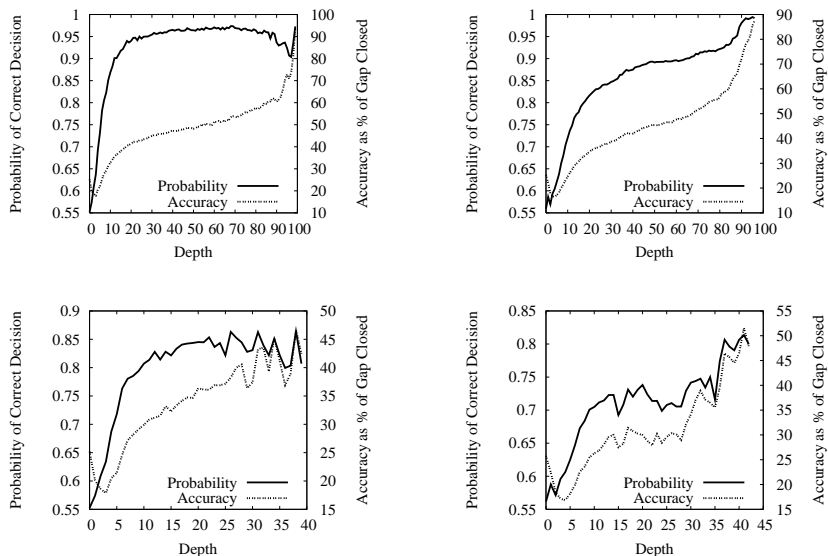 Probability of Correct Decision
1
0.95
0.9
0.85
0.8
0.75
0.7
0.65
0.6
0.55
0 10 20 30 40 50 60 70 80 90 100
Depth
100
90
80
70
60
50
40
30
20
10
Accuracy as % of Gap Closed
Probability
Accuracy
Probability of Correct Decision
1
0.95
0.9
0.85
0.8
0.75
0.7
0.65
0.6
0.55
0 10 20 30 40 50 60 70 80 90 100
Depth
90
80
70
60
50
40
30
20
10
Accuracy as % of Gap Closed
Probability
Accuracy
Probability of Correct Decision
0.9
0.85
0.8
0.75
0.7
0.65
0.6
0.55
0 5 10 15 20 25 30 35 40
Depth
50
45
40
35
30
25
20
15
Accuracy as % of Gap Closed
Probability
Accuracy
Probability of Correct Decision
0.85
0.8
0.75
0.7
0.65
0.6
0.55
0 5 10 15 20 25 30 35 40 45
Depth
55
50
45
40
35
30
25
20
15
Accuracy as % of Gap Closed
Probability
Accuracy